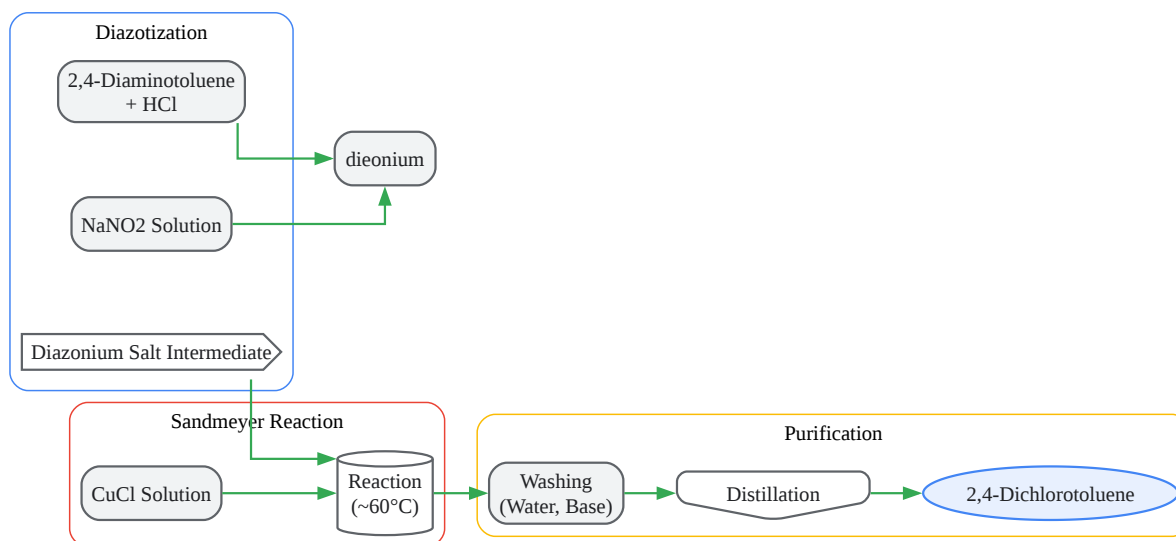 Diazotization
2,4-Diaminotoluene
+ HCl
dieonium
NaNO2 Solution
Diazonium Salt Intermediate
Sandmeyer Reaction
CuCl Solution
Reaction
(~60°C)
Purification
Washing
(Water, Base)
Distillation
2,4-Dichlorotoluene